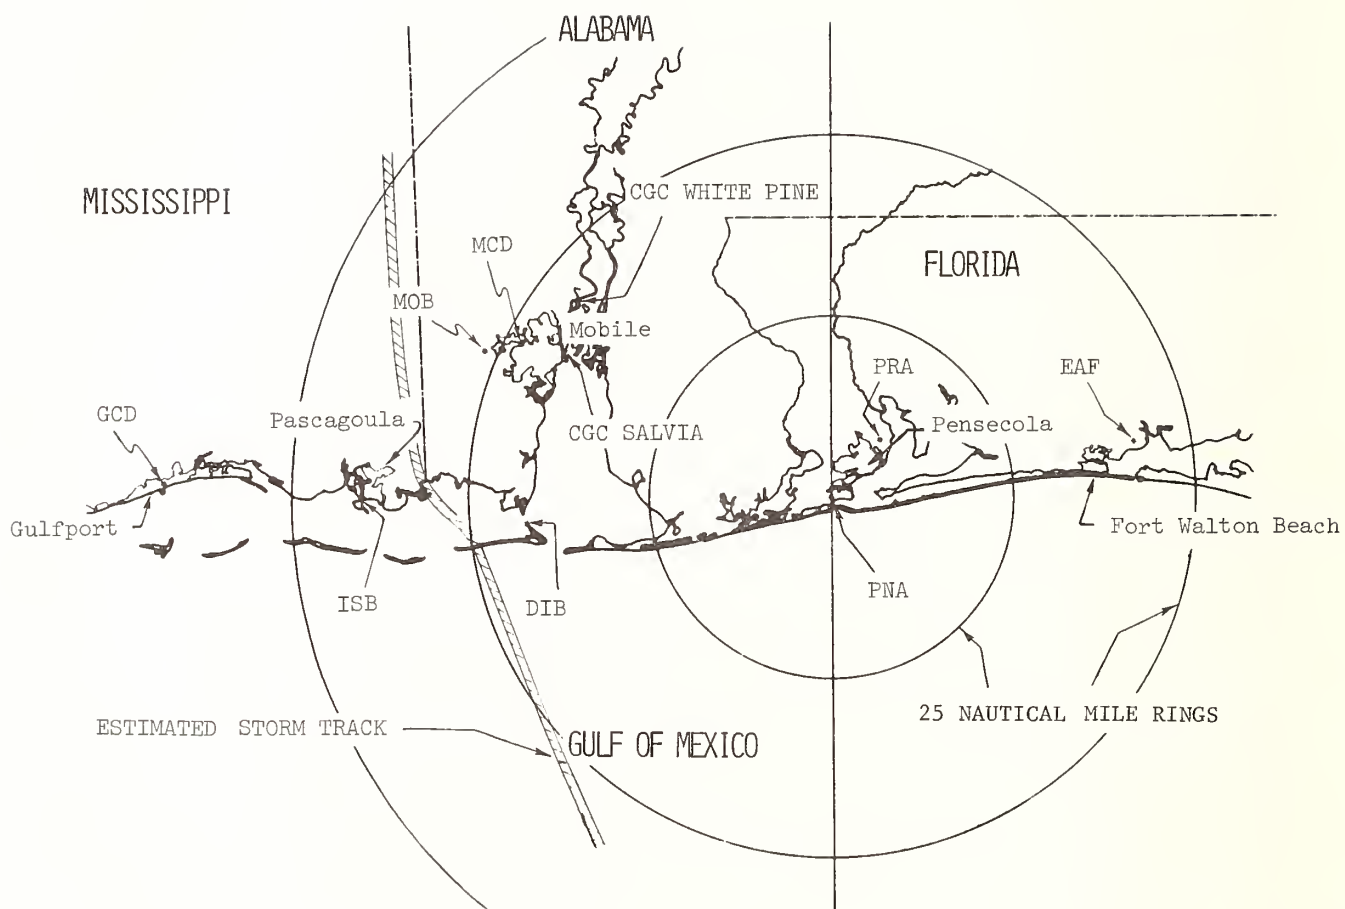 ALABAMA
MISSISSIPPI
CGC WHITE PINE
MCD
FLORIDA
MOB
Mobile
PRA
EAF
GCD
Pascagoula
CGC SALVIA
Pensecola
Gulfport
Fort Walton Beach
ISB
DIB
PNA
25 NAUTICAL MILE RINGS
ESTIMATED STORM TRACK
GULF OF MEXICO